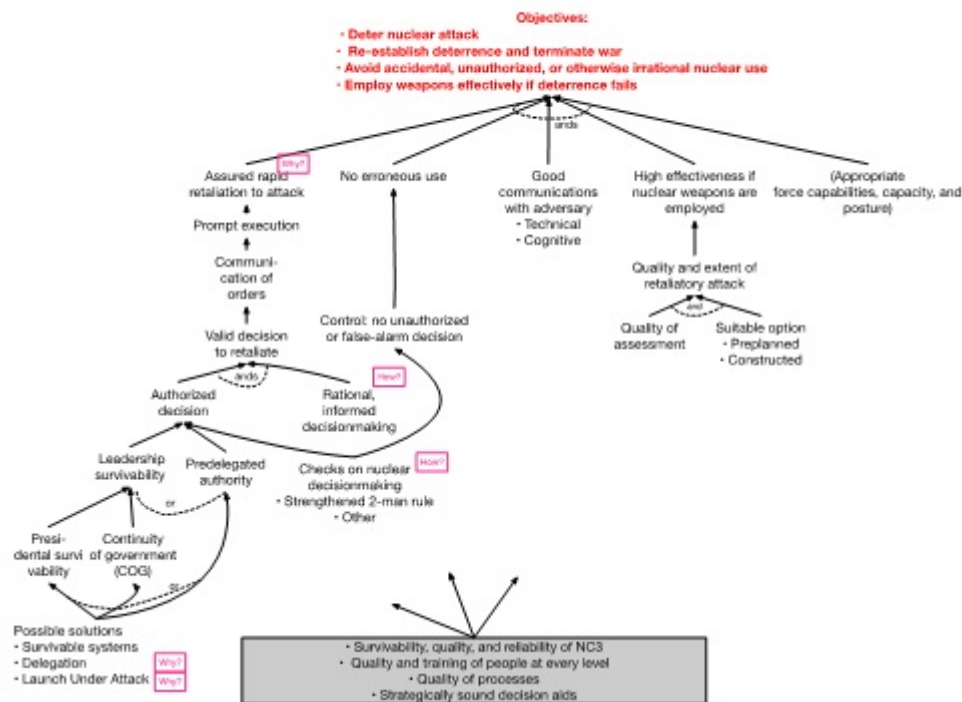 Objectives:
• Deter nuclear attack
• Re-establish deterrence and terminate war
• Avoid accidental, unauthorized, or otherwise irrational nuclear use
• Employ weapons effectively if deterrence fails
ands
Why?
Assured rapid
retaliation to attack
No erroneous use
Good
communications
with adversary
• Technical
• Cognitive
High effectiveness if
nuclear weapons are
employed
(Appropriate
force capabilities, capacity, and
posture)
Prompt execution
Communi-
cation of
orders
Quality and extent of
retaliatory attack
and
Control: no unauthorized
or false-alarm decision
Quality of
assessment
Suitable option
• Preplanned
• Constructed
Valid decision
to retaliate
ands
How?
Authorized
decision
Rational,
informed
decisionmaking
Leadership
survivability
Predelegated
authority
How?
Checks on nuclear
decisionmaking
• Strengthened 2-man rule
• Other
or
Presi-
dental survi
vability
Continuity
of government
(COG)
or
Possible solutions
• Survivable systems
• Delegation
Why?
• Launch Under Attack
Why?
• Survivability, quality, and reliability of NC3
• Quality and training of people at every level
• Quality of processes
• Strategically sound decision aids